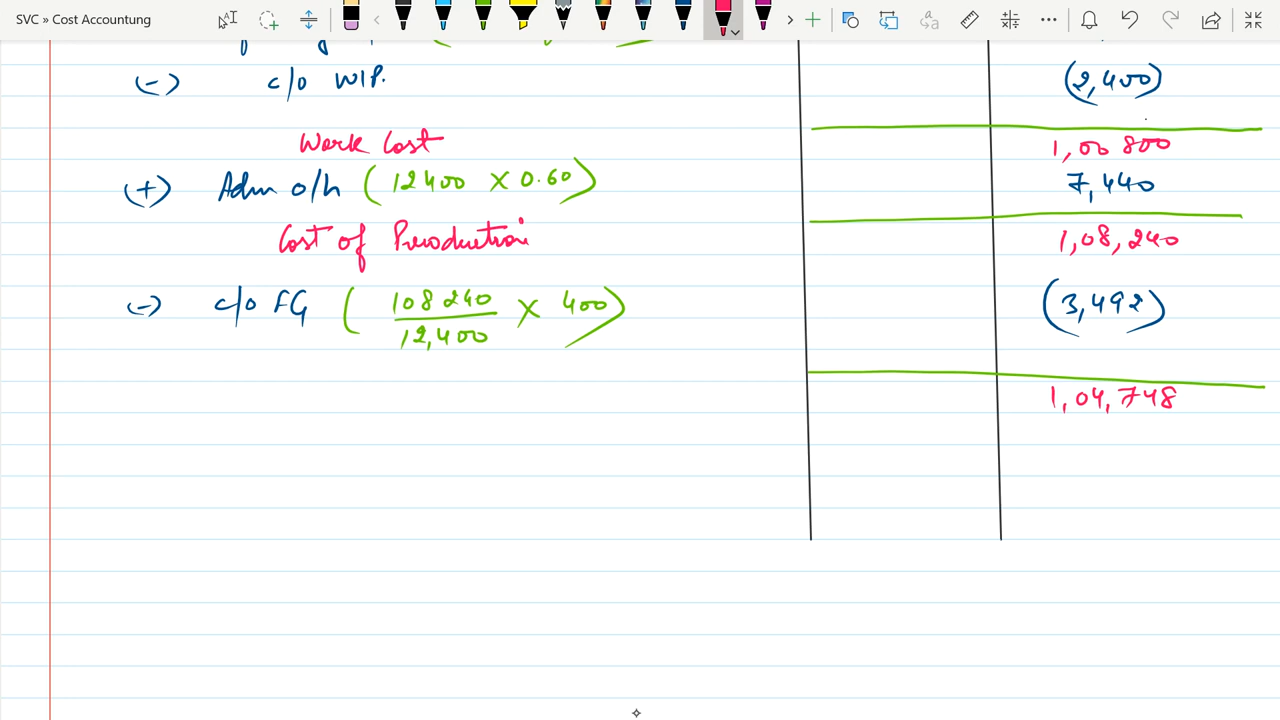 SVC » Cost Accountung
(-) c/o WIP. (2,400)
Work Cost 1,00 800
(+) Adm o/h (12400 X 0.60) 7,440
Cost of Production 1,08,240
(-) c/o FG (108240 / 12,400 X 400) (3,492)
1,04,748